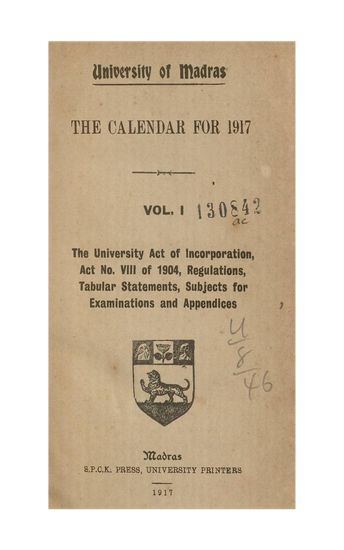 University of Madras
THE CALENDAR FOR 1917
VOL. I 130842
ac
The University Act of Incorporation,
Act No. VIII of 1904, Regulations,
Tabular Statements, Subjects for
Examinations and Appendices
4
8
46
Madras
S.P.C.K. PRESS, UNIVERSITY PRINTERS
1917